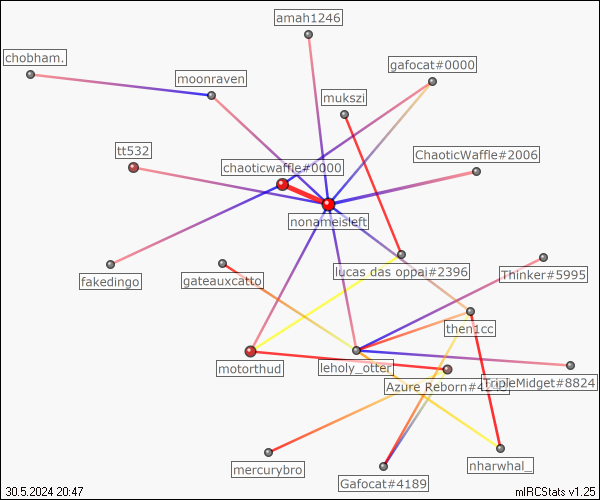 amah1246
chobham.
gafocat#0000
moonraven
mukszi
tt532
ChaoticWaffle#2006
chaoticwaffle#0000
nonameisleft
lucas das oppai#2396
Thinker#5995
fakedingo
gateauxcatto
then1cc
motorthud
leholy_otter
Azure Reborn
TripleMidget#8824
mercurybro
nharwhal_
Gafocat#4189
30.5.2024 20:47
mIRCStats v1.25